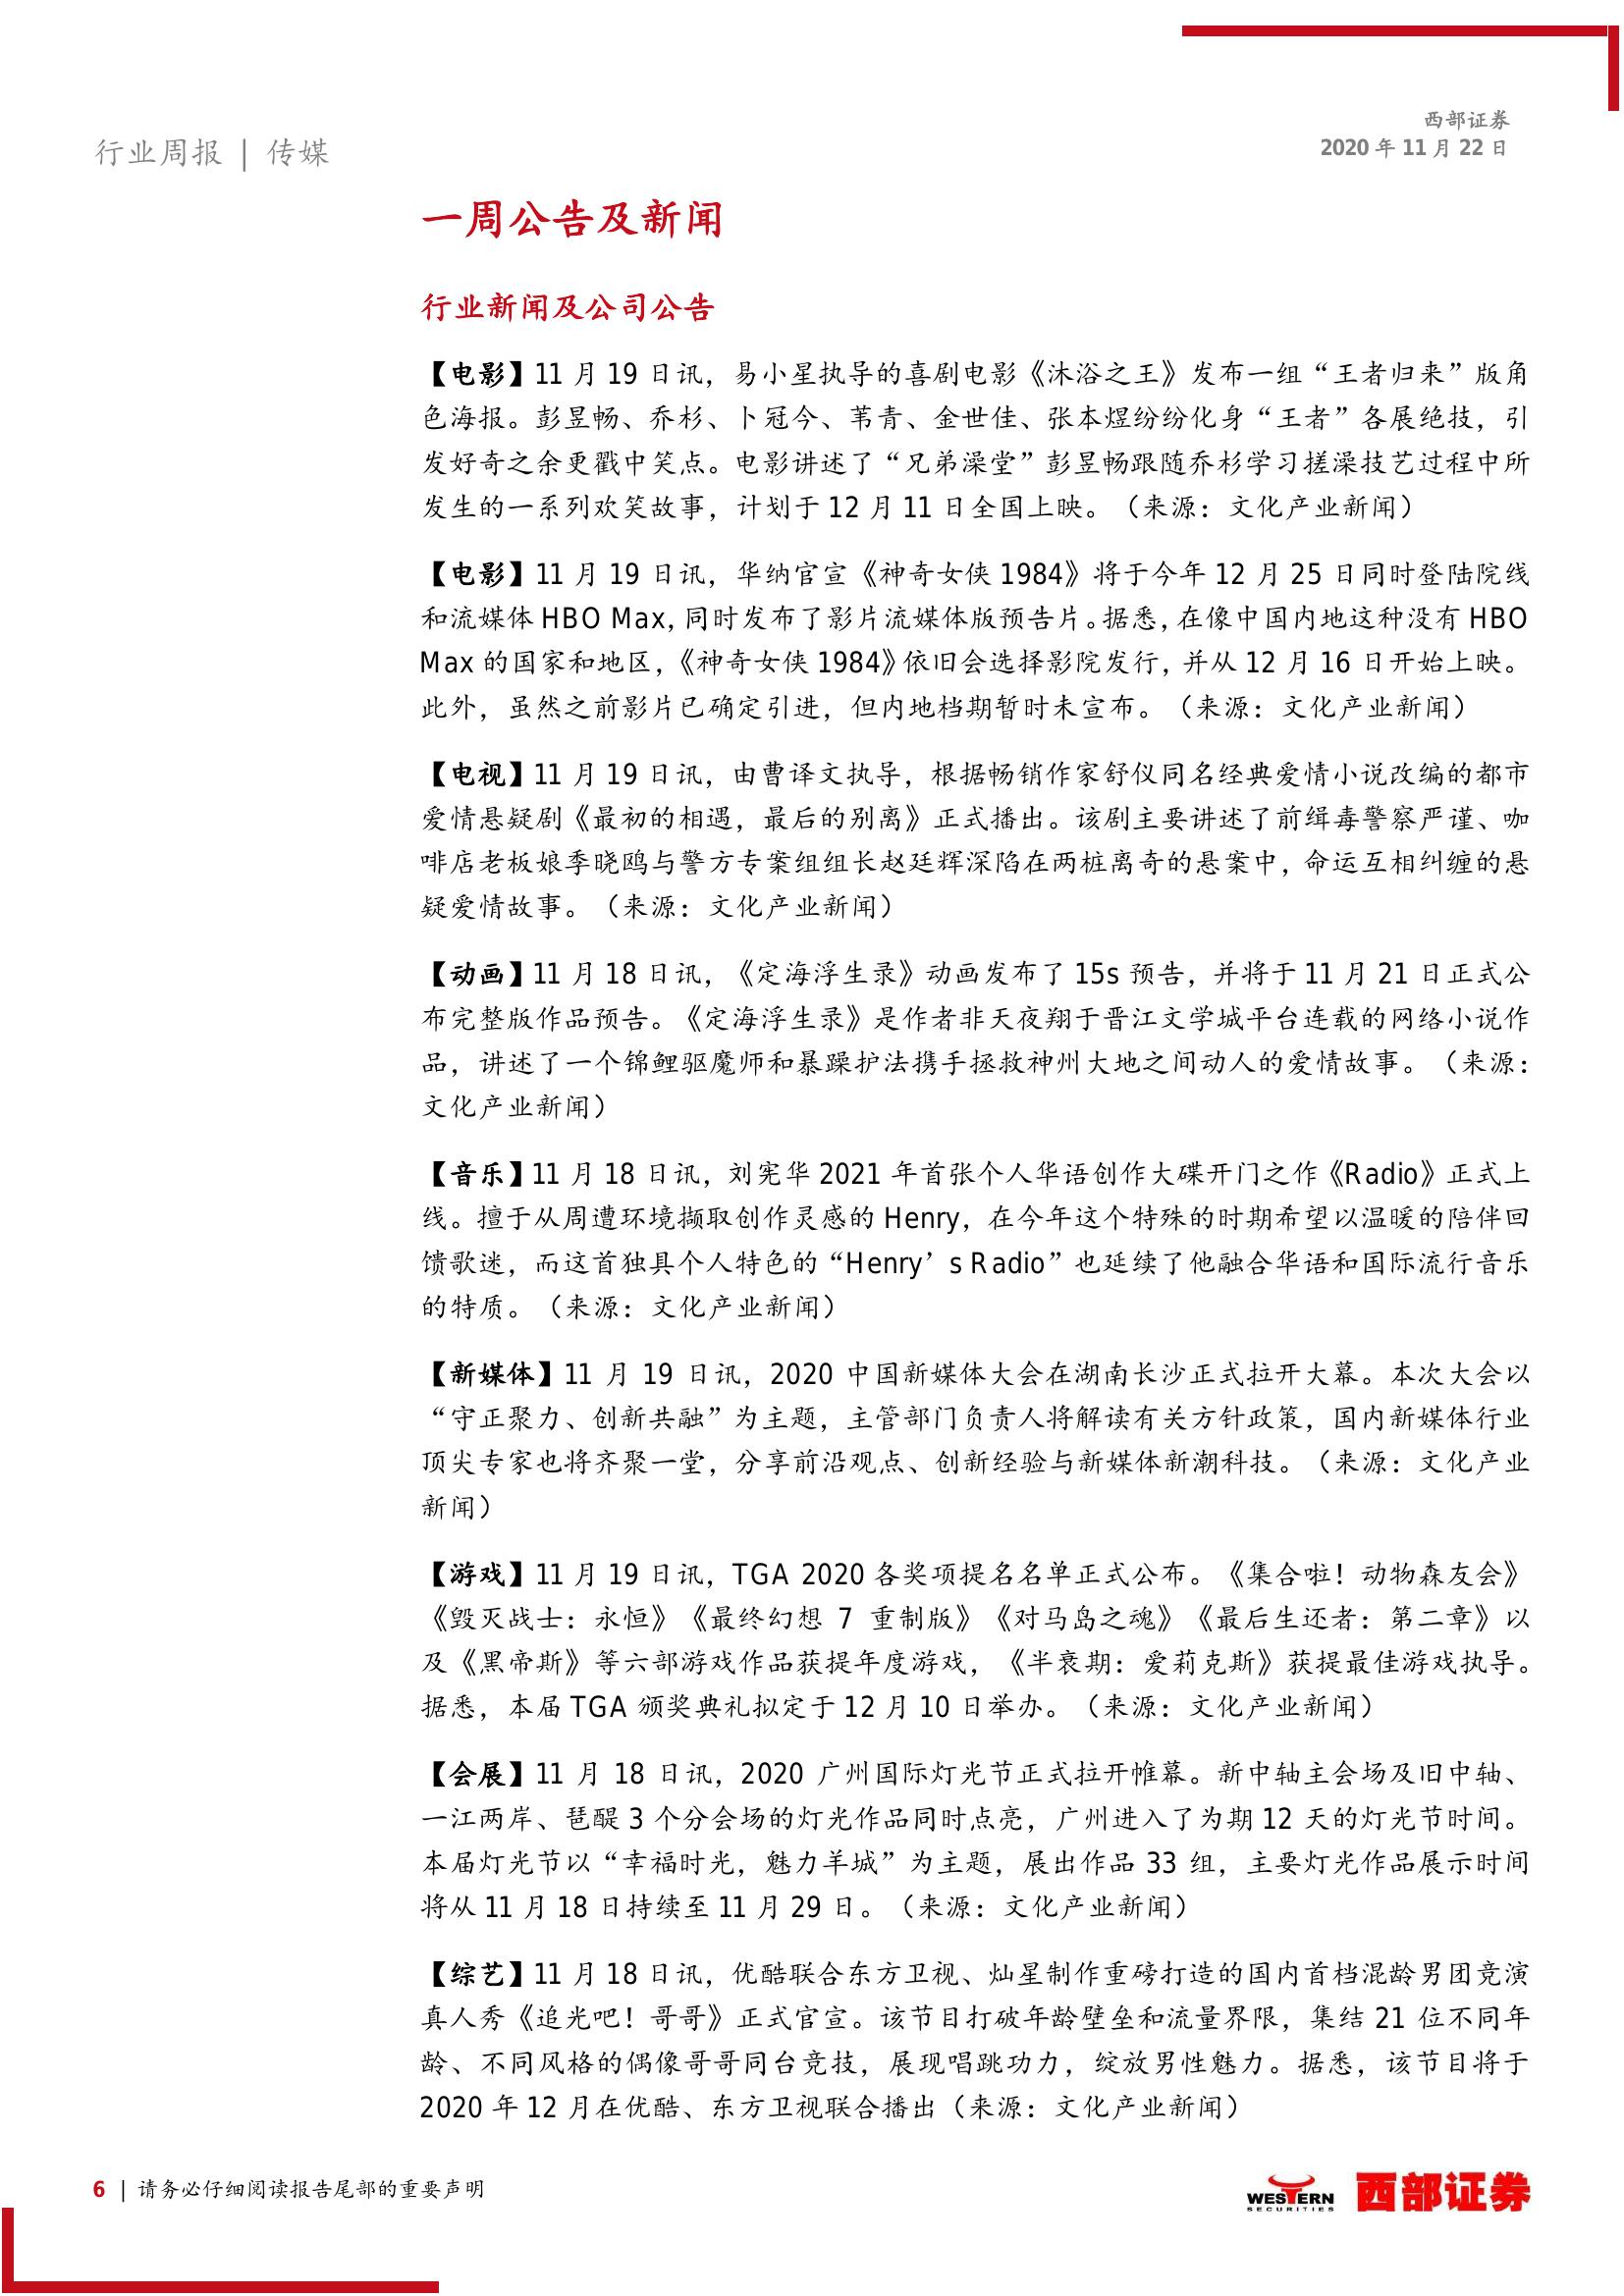 行业周报 | 传媒
西部证券
2020 年 11 月 22 日
一周公告及新闻
行业新闻及公司公告
【电影】11 月 19 日讯，易小星执导的喜剧电影《沐浴之王》发布一组“王者归来”版角
色海报。彭昱畅、乔杉、卜冠今、苇青、金世佳、张本煜纷纷化身“王者”各展绝技，引
发好奇之余更戳中笑点。电影讲述了“兄弟澡堂”彭昱畅跟随乔杉学习搓澡技艺过程中所
发生的一系列欢笑故事，计划于 12 月 11 日全国上映。（来源：文化产业新闻）
【电影】11 月 19 日讯，华纳官宣《神奇女侠 1984》将于今年 12 月 25 日同时登陆院线
和流媒体 HBO Max，同时发布了影片流媒体版预告片。据悉，在像中国内地这种没有 HBO
Max 的国家和地区，《神奇女侠 1984》依旧会选择影院发行，并从 12 月 16 日开始上映。
此外，虽然之前影片已确定引进，但内地档期暂时未宣布。（来源：文化产业新闻）
【电视】11 月 19 日讯，由曹译文执导，根据畅销作家舒仪同名经典爱情小说改编的都市
爱情悬疑剧《最初的相遇，最后的别离》正式播出。该剧主要讲述了前缉毒警察严谨、咖
啡店老板娘季晓鸥与警方专案组组长赵廷辉深陷在两桩离奇的悬案中，命运互相纠缠的悬
疑爱情故事。（来源：文化产业新闻）
【动画】11 月 18 日讯，《定海浮生录》动画发布了 15s 预告，并将于 11 月 21 日正式公
布完整版作品预告。《定海浮生录》是作者非天夜翔于晋江文学城平台连载的网络小说作
品，讲述了一个锦鲤驱魔师和暴躁护法携手拯救神州大地之间动人的爱情故事。（来源：
文化产业新闻）
【音乐】11 月 18 日讯，刘宪华 2021 年首张个人华语创作大碟开门之作《Radio》正式上
线。擅于从周遭环境撷取创作灵感的 Henry，在今年这个特殊的时期希望以温暖的陪伴回
馈歌迷，而这首独具个人特色的“Henry’s Radio”也延续了他融合华语和国际流行音乐
的特质。（来源：文化产业新闻）
【新媒体】11 月 19 日讯，2020 中国新媒体大会在湖南长沙正式拉开大幕。本次大会以
“守正聚力、创新共融”为主题，主管部门负责人将解读有关方针政策，国内新媒体行业
顶尖专家也将齐聚一堂，分享前沿观点、创新经验与新媒体新潮科技。（来源：文化产业
新闻）
【游戏】11 月 19 日讯，TGA 2020 各奖项提名名单正式公布。《集合啦！动物森友会》
《毁灭战士：永恒》《最终幻想 7 重制版》《对马岛之魂》《最后生还者：第二章》以
及《黑帝斯》等六部游戏作品获提年度游戏，《半衰期：爱莉克斯》获提最佳游戏执导。
据悉，本届 TGA 颁奖典礼拟定于 12 月 10 日举办。（来源：文化产业新闻）
【会展】11 月 18 日讯，2020 广州国际灯光节正式拉开帷幕。新中轴主会场及旧中轴、
一江两岸、琶醍 3 个分会场的灯光作品同时点亮，广州进入了为期 12 天的灯光节时间。
本届灯光节以“幸福时光，魅力羊城”为主题，展出作品 33 组，主要灯光作品展示时间
将从 11 月 18 日持续至 11 月 29 日。（来源：文化产业新闻）
【综艺】11 月 18 日讯，优酷联合东方卫视、灿星制作重磅打造的国内首档混龄男团竞演
真人秀《追光吧！哥哥》正式官宣。该节目打破年龄壁垒和流量界限，集结 21 位不同年
龄、不同风格的偶像哥哥同台竞技，展现唱跳功力，绽放男性魅力。据悉，该节目将于
2020 年 12 月在优酷、东方卫视联合播出（来源：文化产业新闻）
6 | 请务必仔细阅读报告尾部的重要声明
WESTERN
SECURITIES
西部证券